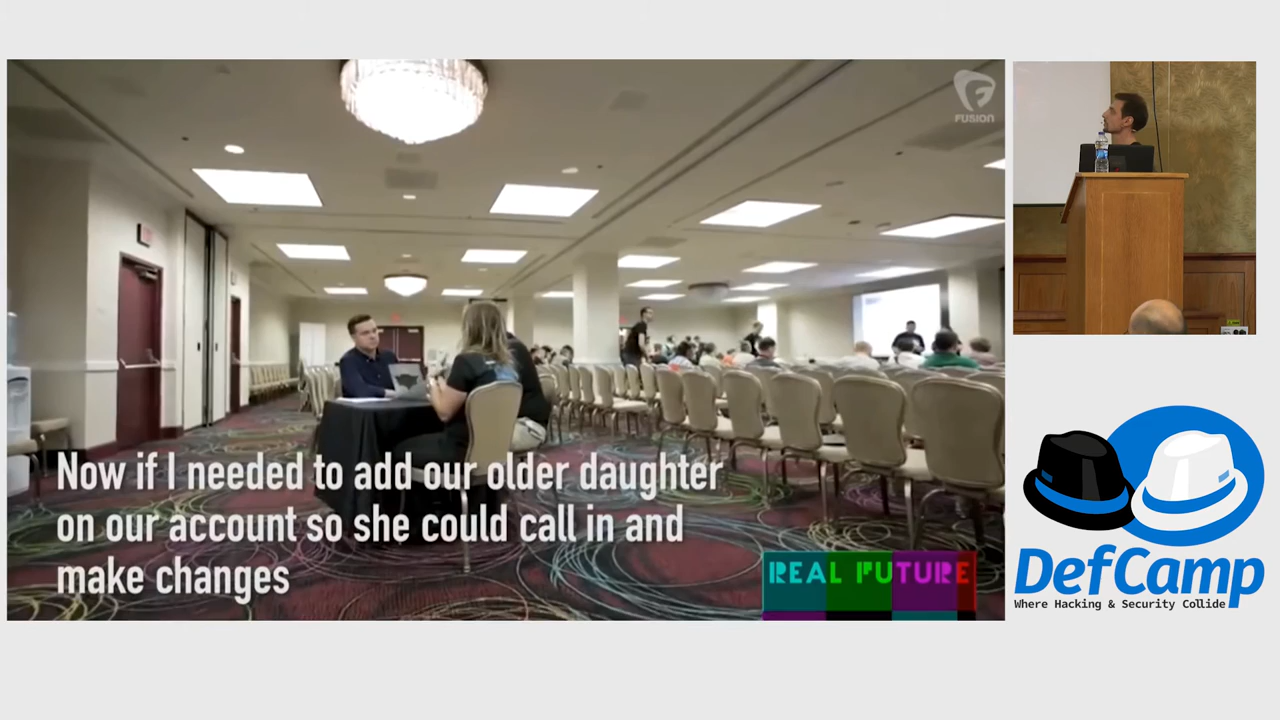 FUSION
Now if I needed to add our older daughter
on our account so she could call in and
make changes
REAL FUTURE
DefCamp
Where Hacking & Security Collide